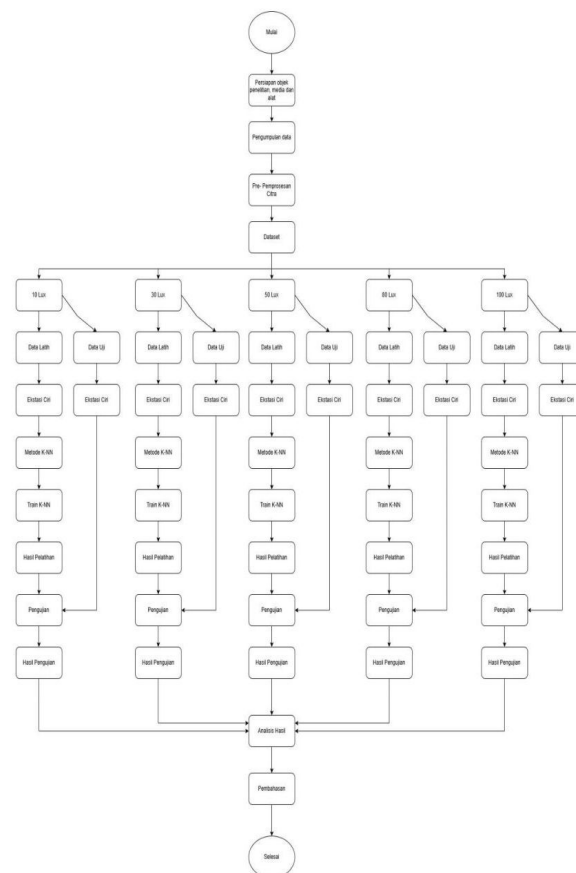 Mulai
Persiapan objek
penelitian, media dan
alat
Pengumpulan data
Pre- Pemprosesan
Citra
Dataset
10 Lux
30 Lux
50 Lux
80 Lux
100 Lux
Data Latih
Data Uji
Data Latih
Data Uji
Data Latih
Data Uji
Data Latih
Data Uji
Data Latih
Data Uji
Ekstasi Ciri
Ekstasi Ciri
Ekstasi Ciri
Ekstasi Ciri
Ekstasi Ciri
Ekstasi Ciri
Ekstasi Ciri
Ekstasi Ciri
Ekstasi Ciri
Ekstasi Ciri
Metode K-NN
Metode K-NN
Metode K-NN
Metode K-NN
Metode K-NN
Train K-NN
Train K-NN
Train K-NN
Train K-NN
Train K-NN
Hasil Pelatihan
Hasil Pelatihan
Hasil Pelatihan
Hasil Pelatihan
Hasil Pelatihan
Pengujian
Pengujian
Pengujian
Pengujian
Pengujian
Hasil Pengujian
Hasil Pengujian
Hasil Pengujian
Hasil Pengujian
Hasil Pengujian
Analisis Hasil
Pembahasan
Selesai